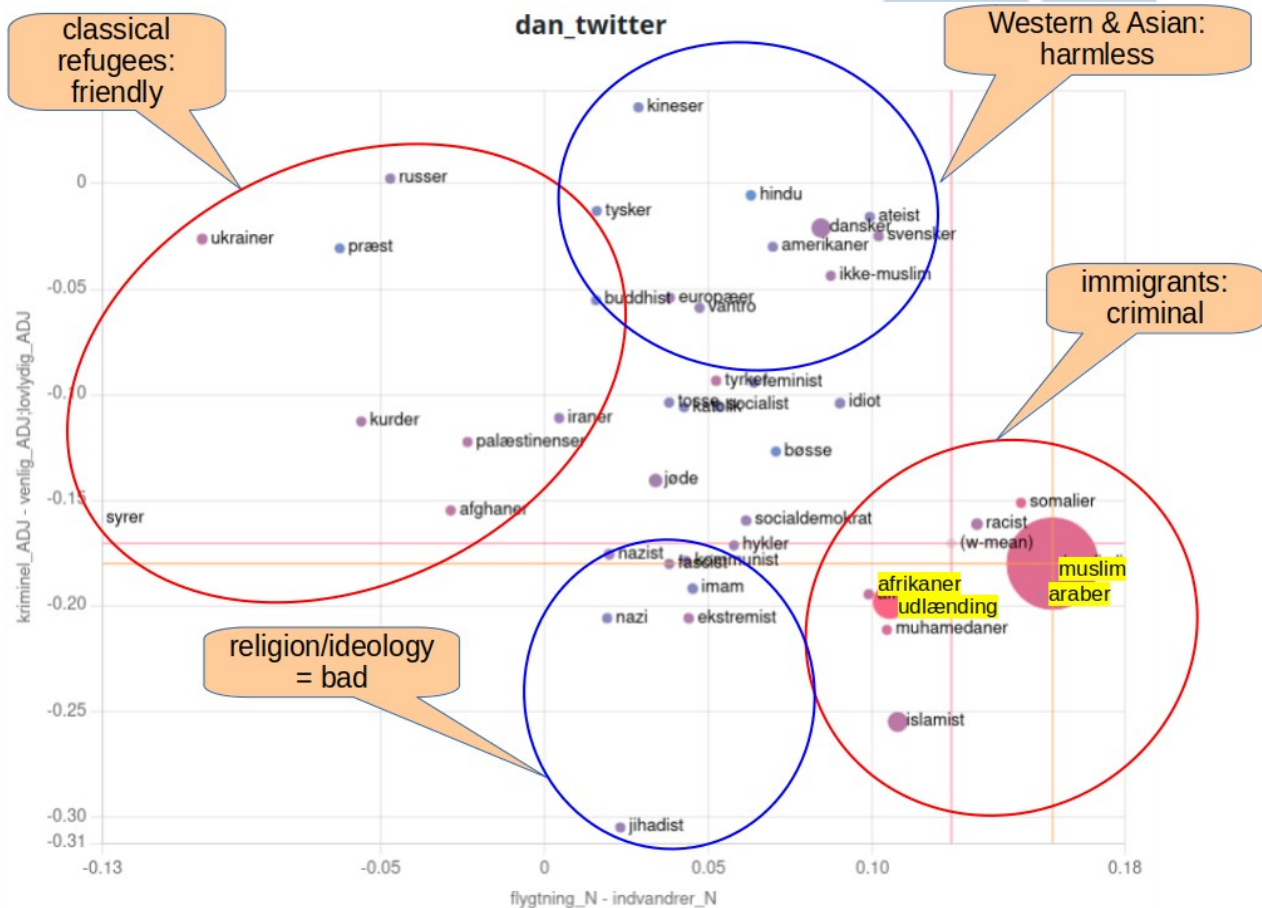 dan_twitter
classical
refugees:
friendly
Western & Asian:
harmless
immigrants:
criminal
religion/ideology
= bad
kineser
russer
hindu
tysker
ateist
dansker
svensker
ukrainer
præst
amerikaner
ikke-muslim
buddhist
europæer
vantro
tyrker
feminist
tosse
katolik
socialist
idiot
kurder
iraner
palæstinenser
bøsse
jøde
afghaner
syrer
somalier
socialdemokrat
racist
hykler
(w-mean)
nazist
kommunist
fascist
muslim
imam
afrikaner
araber
udlænding
nazi
ekstremist
muhamedaner
islamist
jihadist
0
-0.05
-0.10
-0.15
-0.20
-0.25
-0.30
-0.31
-0.13
-0.05
0
0.05
0.10
0.18
kriminel_ADJ - venlig_ADJ;lovlydig_ADJ
flygtning_N - indvandrer_N